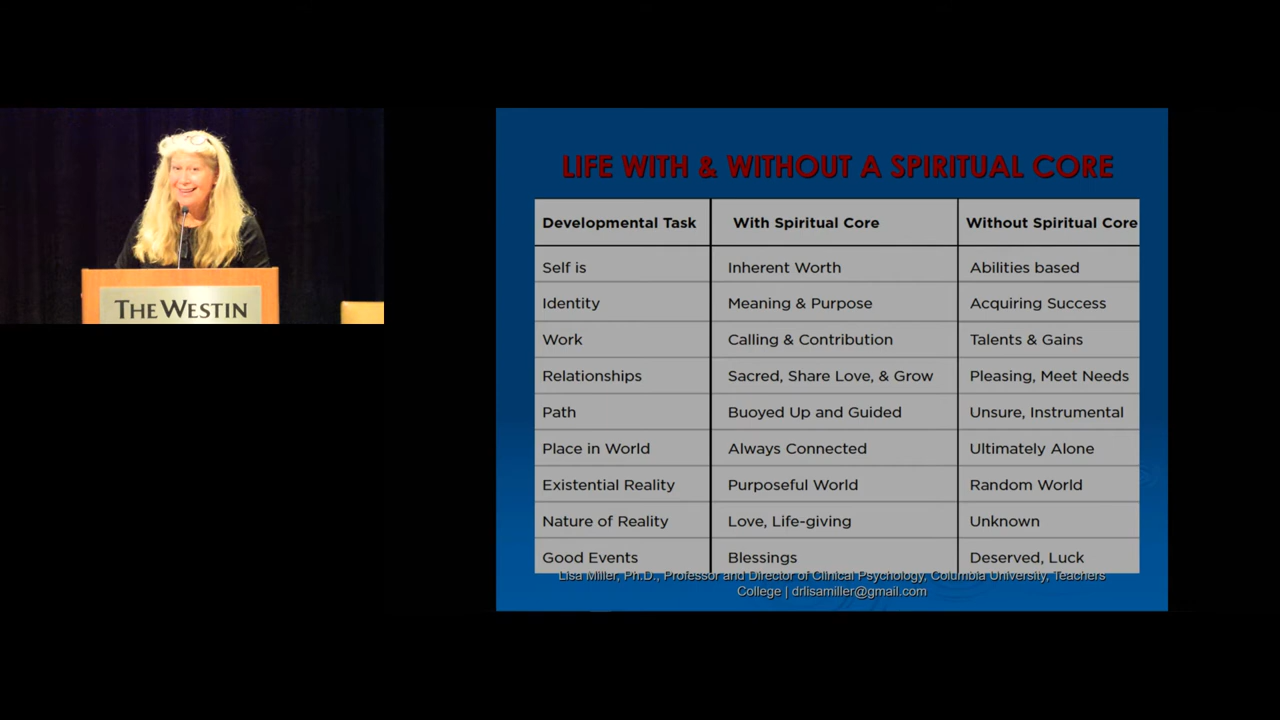 THE WESTIN
LIFE WITH & WITHOUT A SPIRITUAL CORE
Developmental Task With Spiritual Core Without Spiritual Core
Self is Inherent Worth Abilities based
Identity Meaning & Purpose Acquiring Success
Work Calling & Contribution Talents & Gains
Relationships Sacred, Share Love, & Grow Pleasing, Meet Needs
Path Buoyed Up and Guided Unsure, Instrumental
Place in World Always Connected Ultimately Alone
Existential Reality Purposeful World Random World
Nature of Reality Love, Life-giving Unknown
Good Events Blessings Deserved, Luck
Lisa Miller, Ph.D., Professor and Director of Clinical Psychology, Columbia University, Teachers
College | drlisamiller@gmail.com